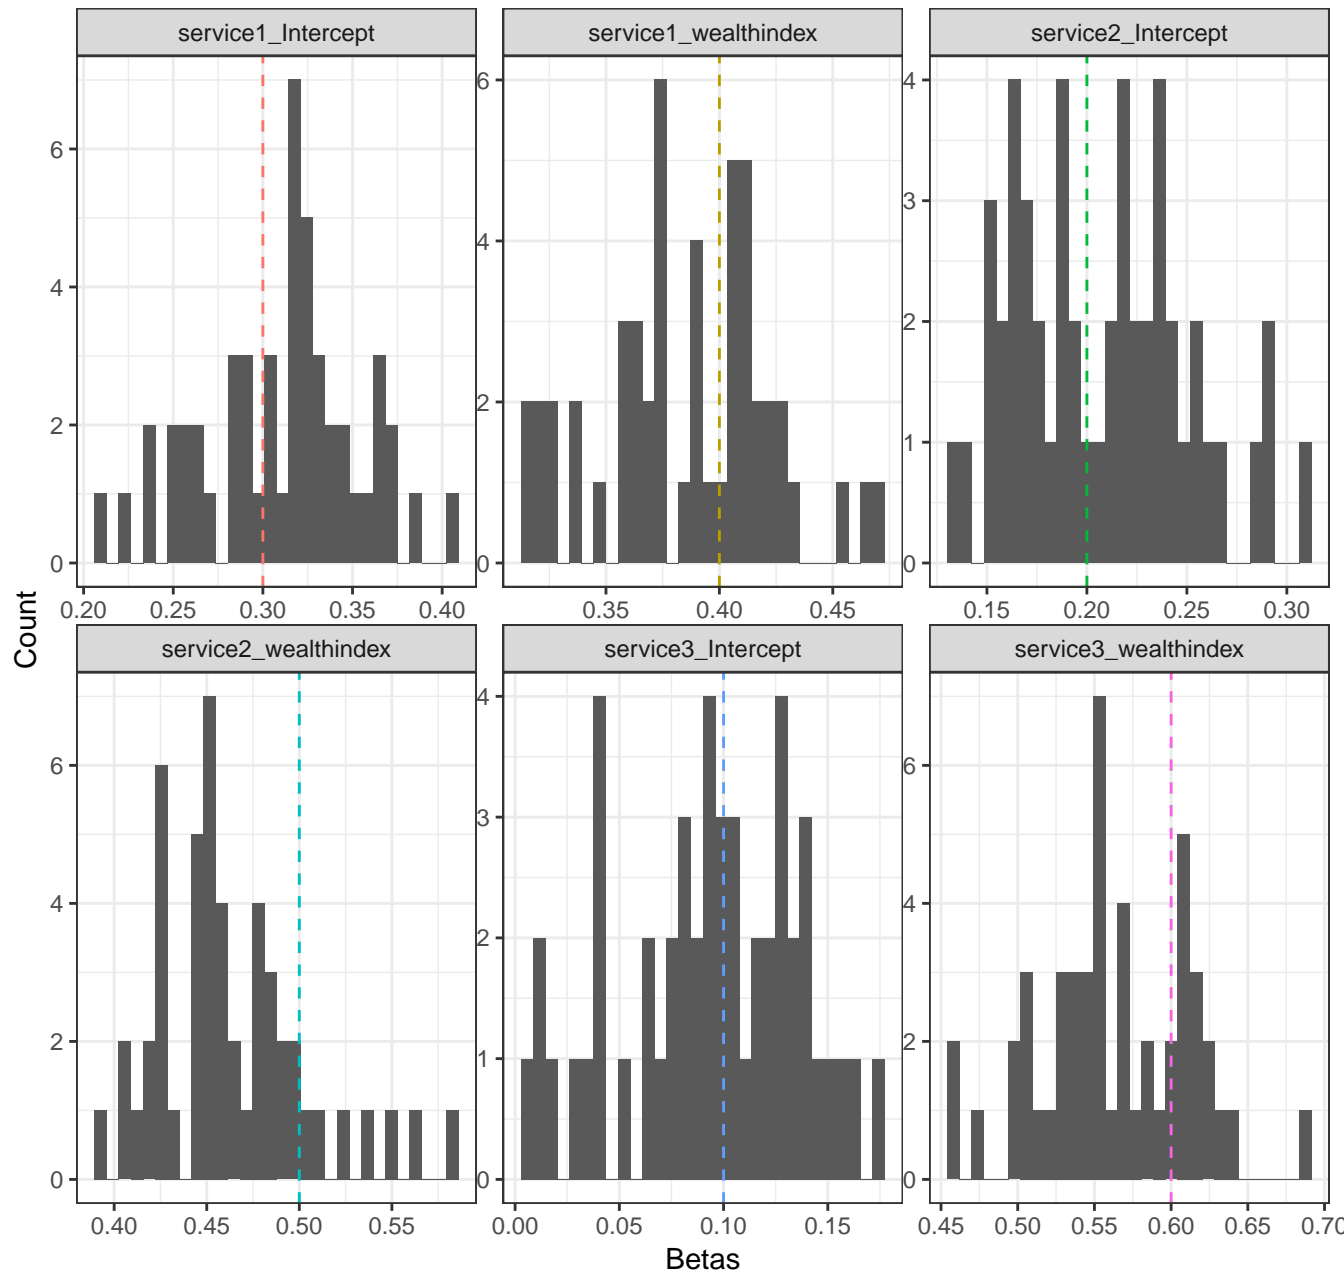 service1_Intercept service1_wealthindex service2_Intercept
6 4 2 0
6 4 2 0
4 3 2 1 0
0.20 0.25 0.30 0.35 0.40
0.35 0.40 0.45
0.15 0.20 0.25 0.30
Count
service2_wealthindex service3_Intercept service3_wealthindex
6 4 2 0
4 3 2 1 0
6 4 2 0
0.40 0.45 0.50 0.55
0.00 0.05 0.10 0.15
0.45 0.50 0.55 0.60 0.65 0.70
Betas